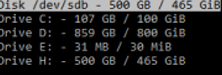 Disk /dev/sdb - 500 GB / 465 GiB
Drive C: - 107 GB / 100 GiB
Drive D: - 859 GB / 800 GiB
Drive E: - 31 MB / 30 MiB
Drive H: - 500 GB / 465 GiB